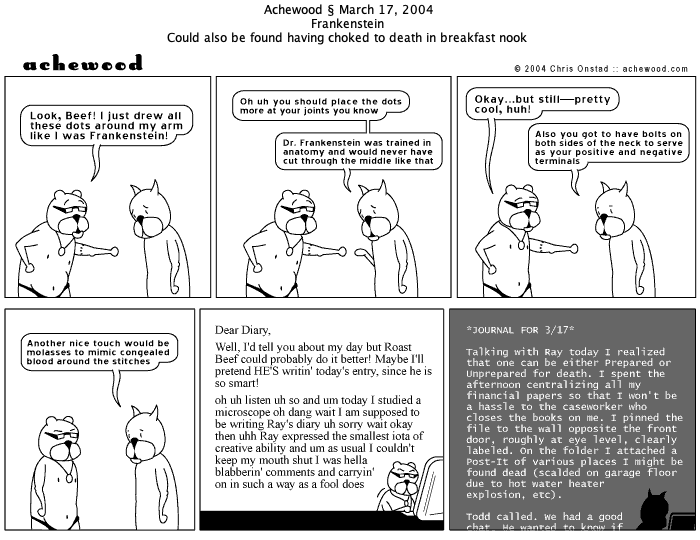 Achewood § March 17, 2004
Frankenstein
Could also be found having choked to death in breakfast nook
achewood
© 2004 Chris Onstad :: achewood.com
Look, Beef! I just drew all
these dots around my arm
like I was Frankenstein!
Oh uh you should place the dots
more at your joints you know
Dr. Frankenstein was trained in
anatomy and would never have
cut through the middle like that
Okay...but still—pretty
cool, huh!
Also you got to have bolts on
both sides of the neck to serve
as your positive and negative
terminals
Another nice touch would be
molasses to mimic congealed
blood around the stitches
Dear Diary,
Well, I'd tell you about my day but Roast
Beef could probably do it better! Maybe I'll
pretend HE'S writin' today's entry, since he is
so smart!
oh uh listen uh so and um today I studied a
microscope oh dang wait I am supposed to
be writing Ray's diary uh sorry wait okay
then uhh Ray expressed the smallest iota of
creative ability and um as usual I couldn't
keep my mouth shut I was hella
blabberin' comments and carryin'
on in such a way as a fool does
*JOURNAL FOR 3/17*
Talking with Ray today I realized
that one can be either Prepared or
Unprepared for death. I spent the
afternoon centralizing all my
financial papers so that I won't be
a hassle to the caseworker who
closes the books on me. I pinned the
file to the wall opposite the front
door, roughly at eye level, clearly
labeled. On the folder I attached a
Post-It of various places I might be
found dead (scalded on garage floor
due to hot water heater
explosion, etc).
Todd called. We had a good
chat. He wanted to know if